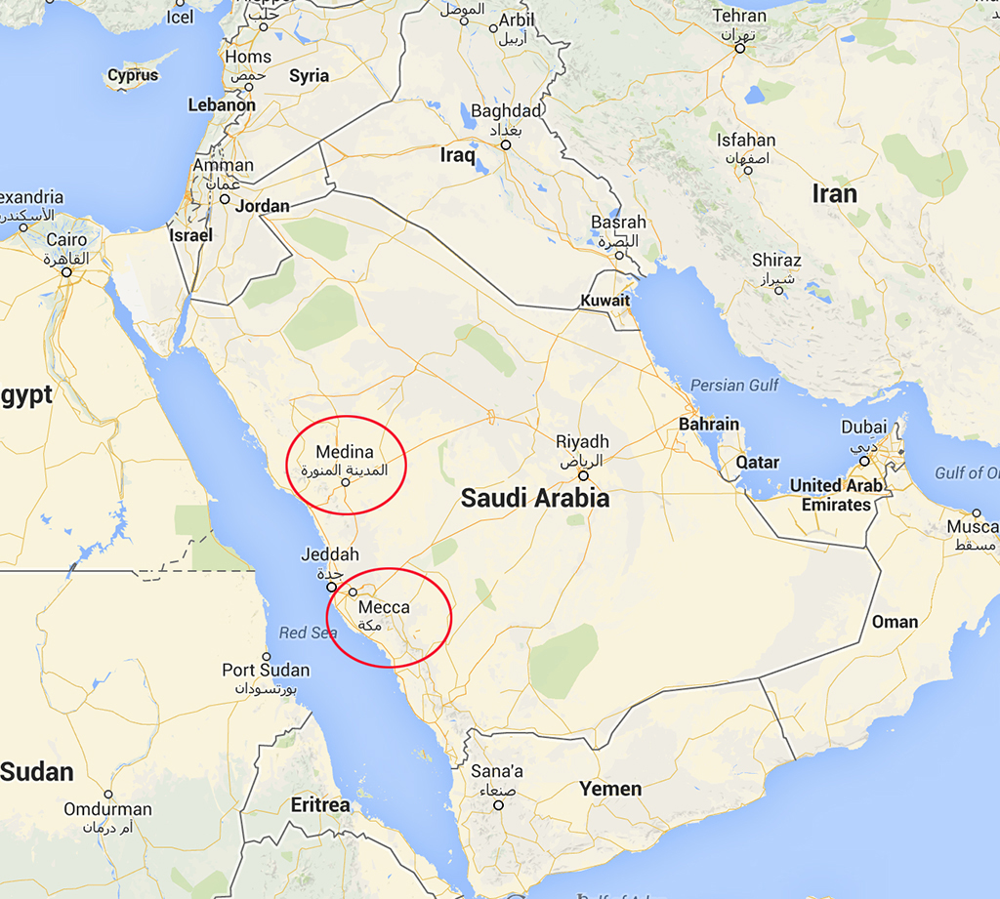 Icel
حلب
الموصل
Arbil
أربيل
Tehran
تهران
Homs
حمص
Syria
Cyprus
Lebanon
Baghdad
بغداد
Iraq
Isfahan
اصفهان
Iran
Amman
عمان
Jordan
exandria
Cairo
القاهرة
Israel
Basrah
البصرة
Shiraz
شیراز
Kuwait
gypt
Persian Gulf
Bahrain
Qatar
Dubai
دبي
United Arab
Emirates
Gulf of O
Musca
مسقط
Medina
المدينة المنورة
Riyadh
الرياض
Saudi Arabia
Jeddah
جدة
Mecca
مكة
Red Sea
Oman
Port Sudan
بورتسودان
Sudan
Omdurman
أم درمان
Eritrea
Sana'a
صنعاء
Yemen